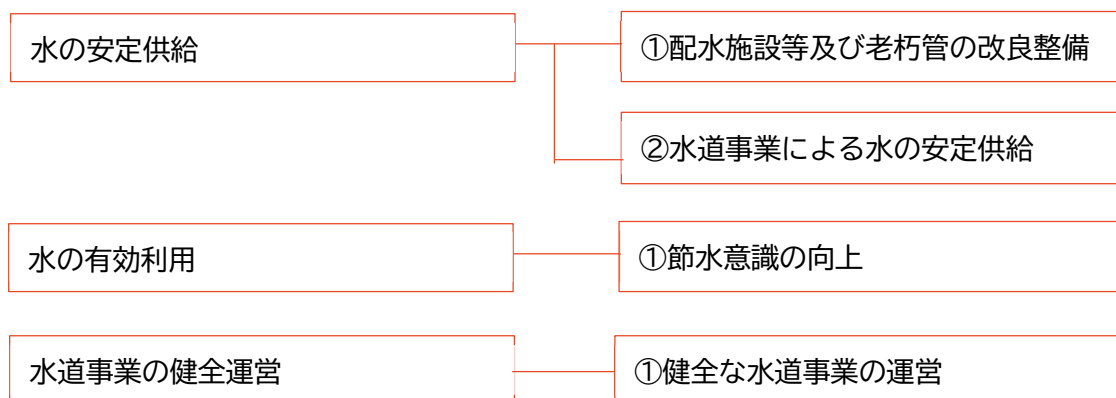 水の安定供給
①配水施設等及び老朽管の改良整備
②水道事業による水の安定供給
水の有効利用
①節水意識の向上
水道事業の健全運営
①健全な水道事業の運営